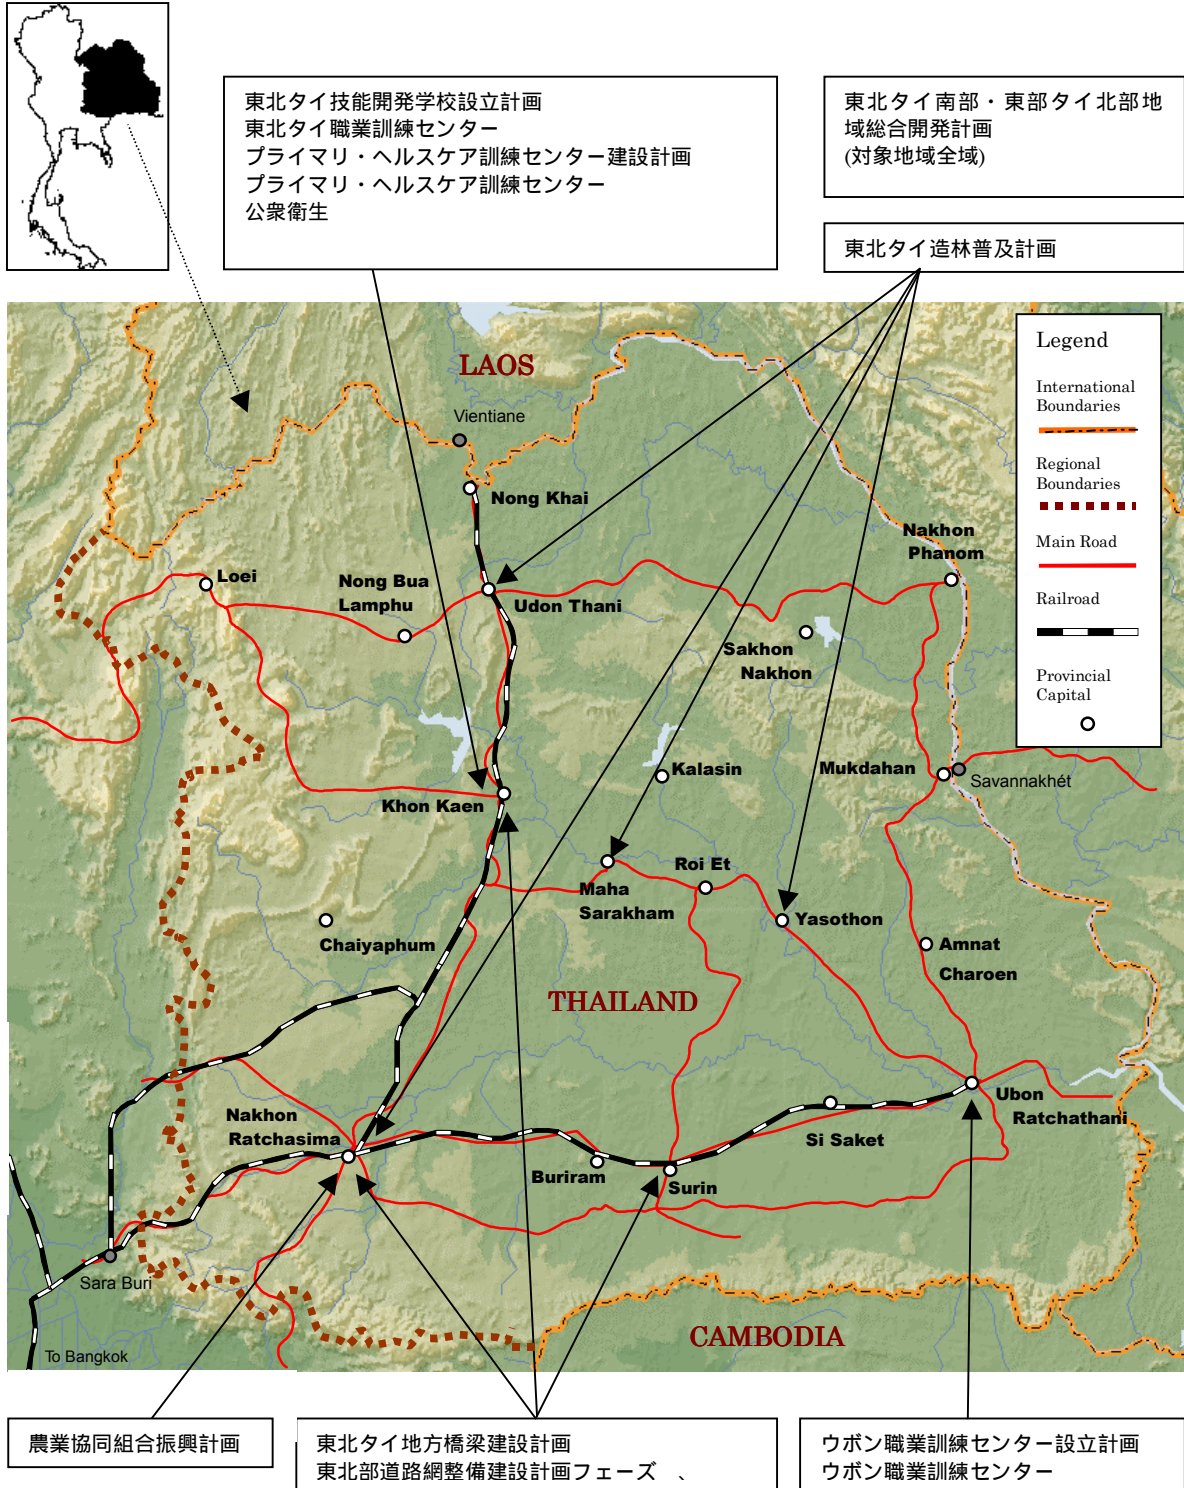 東北タイ技能開発学校設立計画
東北タイ職業訓練センター
プライマリ・ヘルスケア訓練センター建設計画
プライマリ・ヘルスケア訓練センター
公衆衛生
東北タイ南部・東部タイ北部地
域総合開発計画
(対象地域全域)
東北タイ造林普及計画
Legend
International
Boundaries
Regional
Boundaries
Main Road
Railroad
Provincial
Capital
LAOS
Vientiane
Nong Khai
Nakhon
Phanom
Loei
Nong Bua
Lamphu
Udon Thani
Sakhon
Nakhon
Kalasin
Mukdahan
Savannakhét
Khon Kaen
Maha
Sarakham
Roi Et
Yasothon
Chaiyaphum
Amnat
Charoen
THAILAND
Nakhon
Ratchasima
Buriram
Surin
Si Saket
Ubon
Ratchathani
Sara Buri
To Bangkok
CAMBODIA
農業協同組合振興計画
東北タイ地方橋梁建設計画
東北部道路網整備建設計画フェーズ　、
ウボン職業訓練センター設立計画
ウボン職業訓練センター